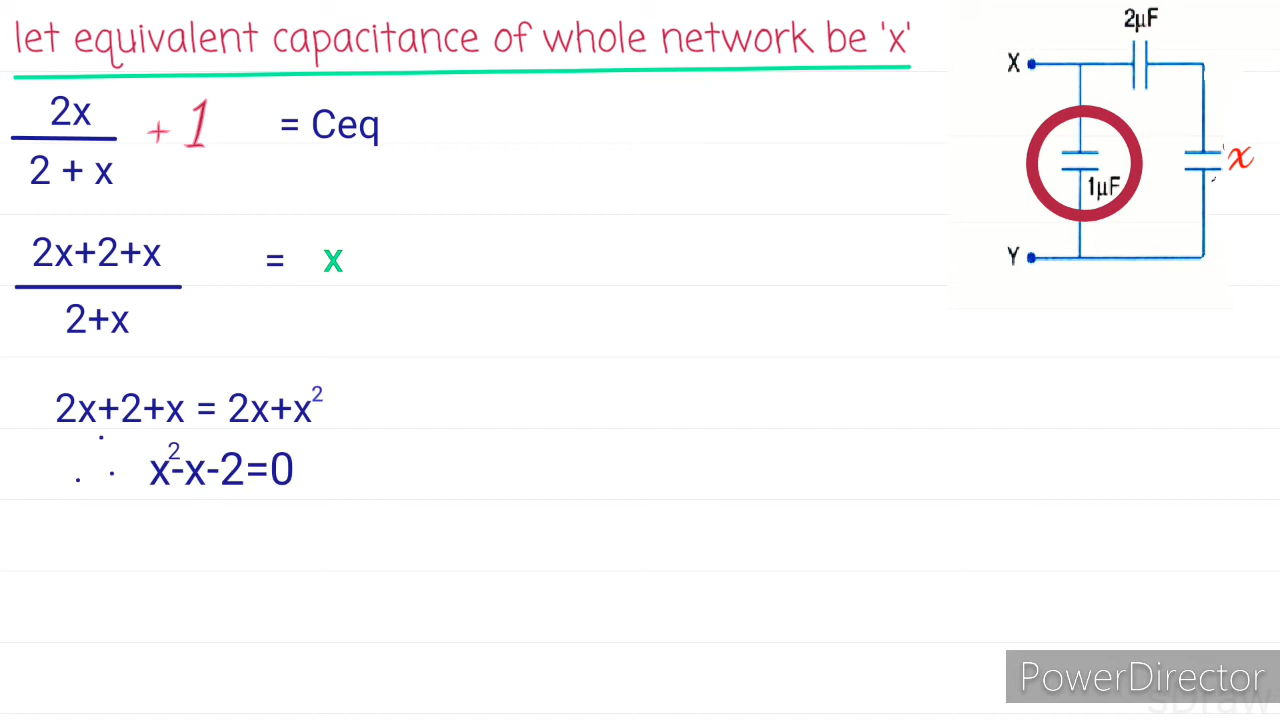 let equivalent capacitance of whole network be 'x'
2x
2 + x
+ 1
= Ceq
2x+2+x
2+x
= x
2x+2+x = 2x+x²
∴ x²-x-2=0
2μF
X
1μF
x
Y
PowerDirector